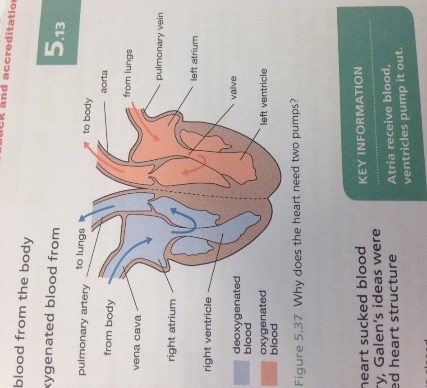 back and accreditation
5.13
blood from the body
xygenated blood from
pulmonary artery
to lungs
to body
aorta
from lungs
pulmonary vein
left atrium
valve
left ventricle
from body
vena cava
right atrium
right ventricle
deoxygenated
blood
oxygenated
blood
Figure 5.37 Why does the heart need two pumps?
KEY INFORMATION
Atria receive blood,
ventricles pump it out.
heart sucked blood
y, Galen's ideas were
ed heart structure